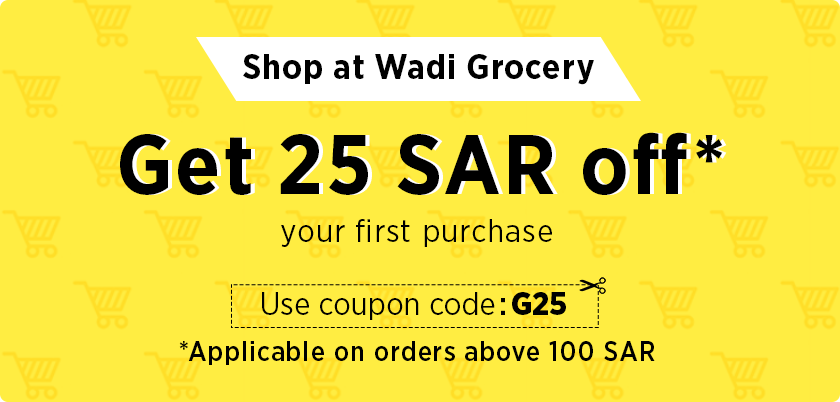 Shop at Wadi Grocery
Get 25 SAR off*
your first purchase
Use coupon code:G25
*Applicable on orders above 100 SAR